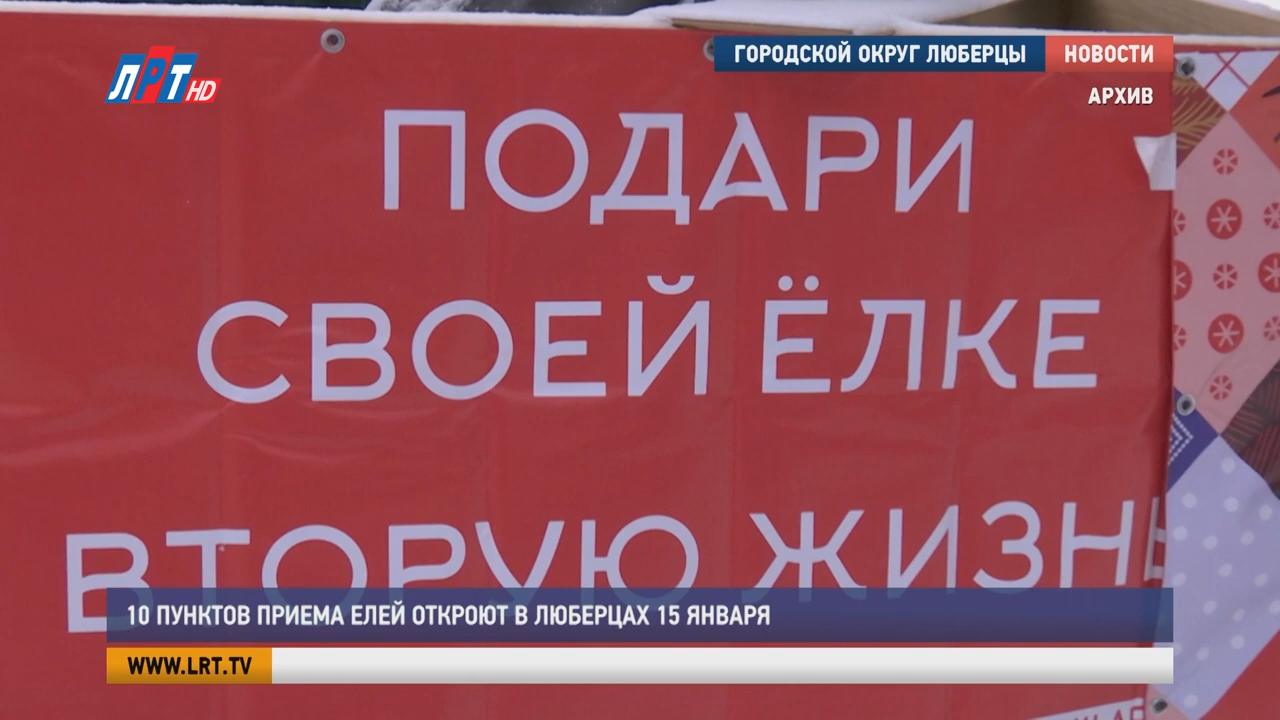 ЛРТ HD
ГОРОДСКОЙ ОКРУГ ЛЮБЕРЦЫ НОВОСТИ
АРХИВ
ПОДАРИ
СВОЕЙ ЁЛКЕ
ВТОРУЮ ЖИЗНЬ
10 ПУНКТОВ ПРИЕМА ЕЛЕЙ ОТКРОЮТ В ЛЮБЕРЦАХ 15 ЯНВАРЯ
WWW.LRT.TV